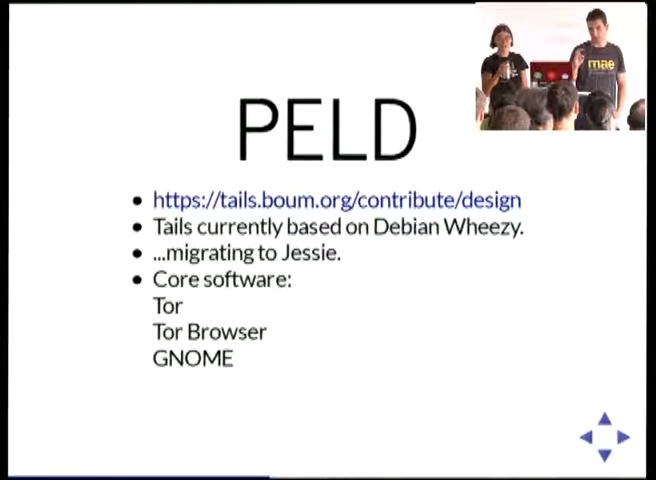 mae
PELD
https://tails.boum.org/contribute/design
Tails currently based on Debian Wheezy.
...migrating to Jessie.
Core software:
Tor
Tor Browser
GNOME